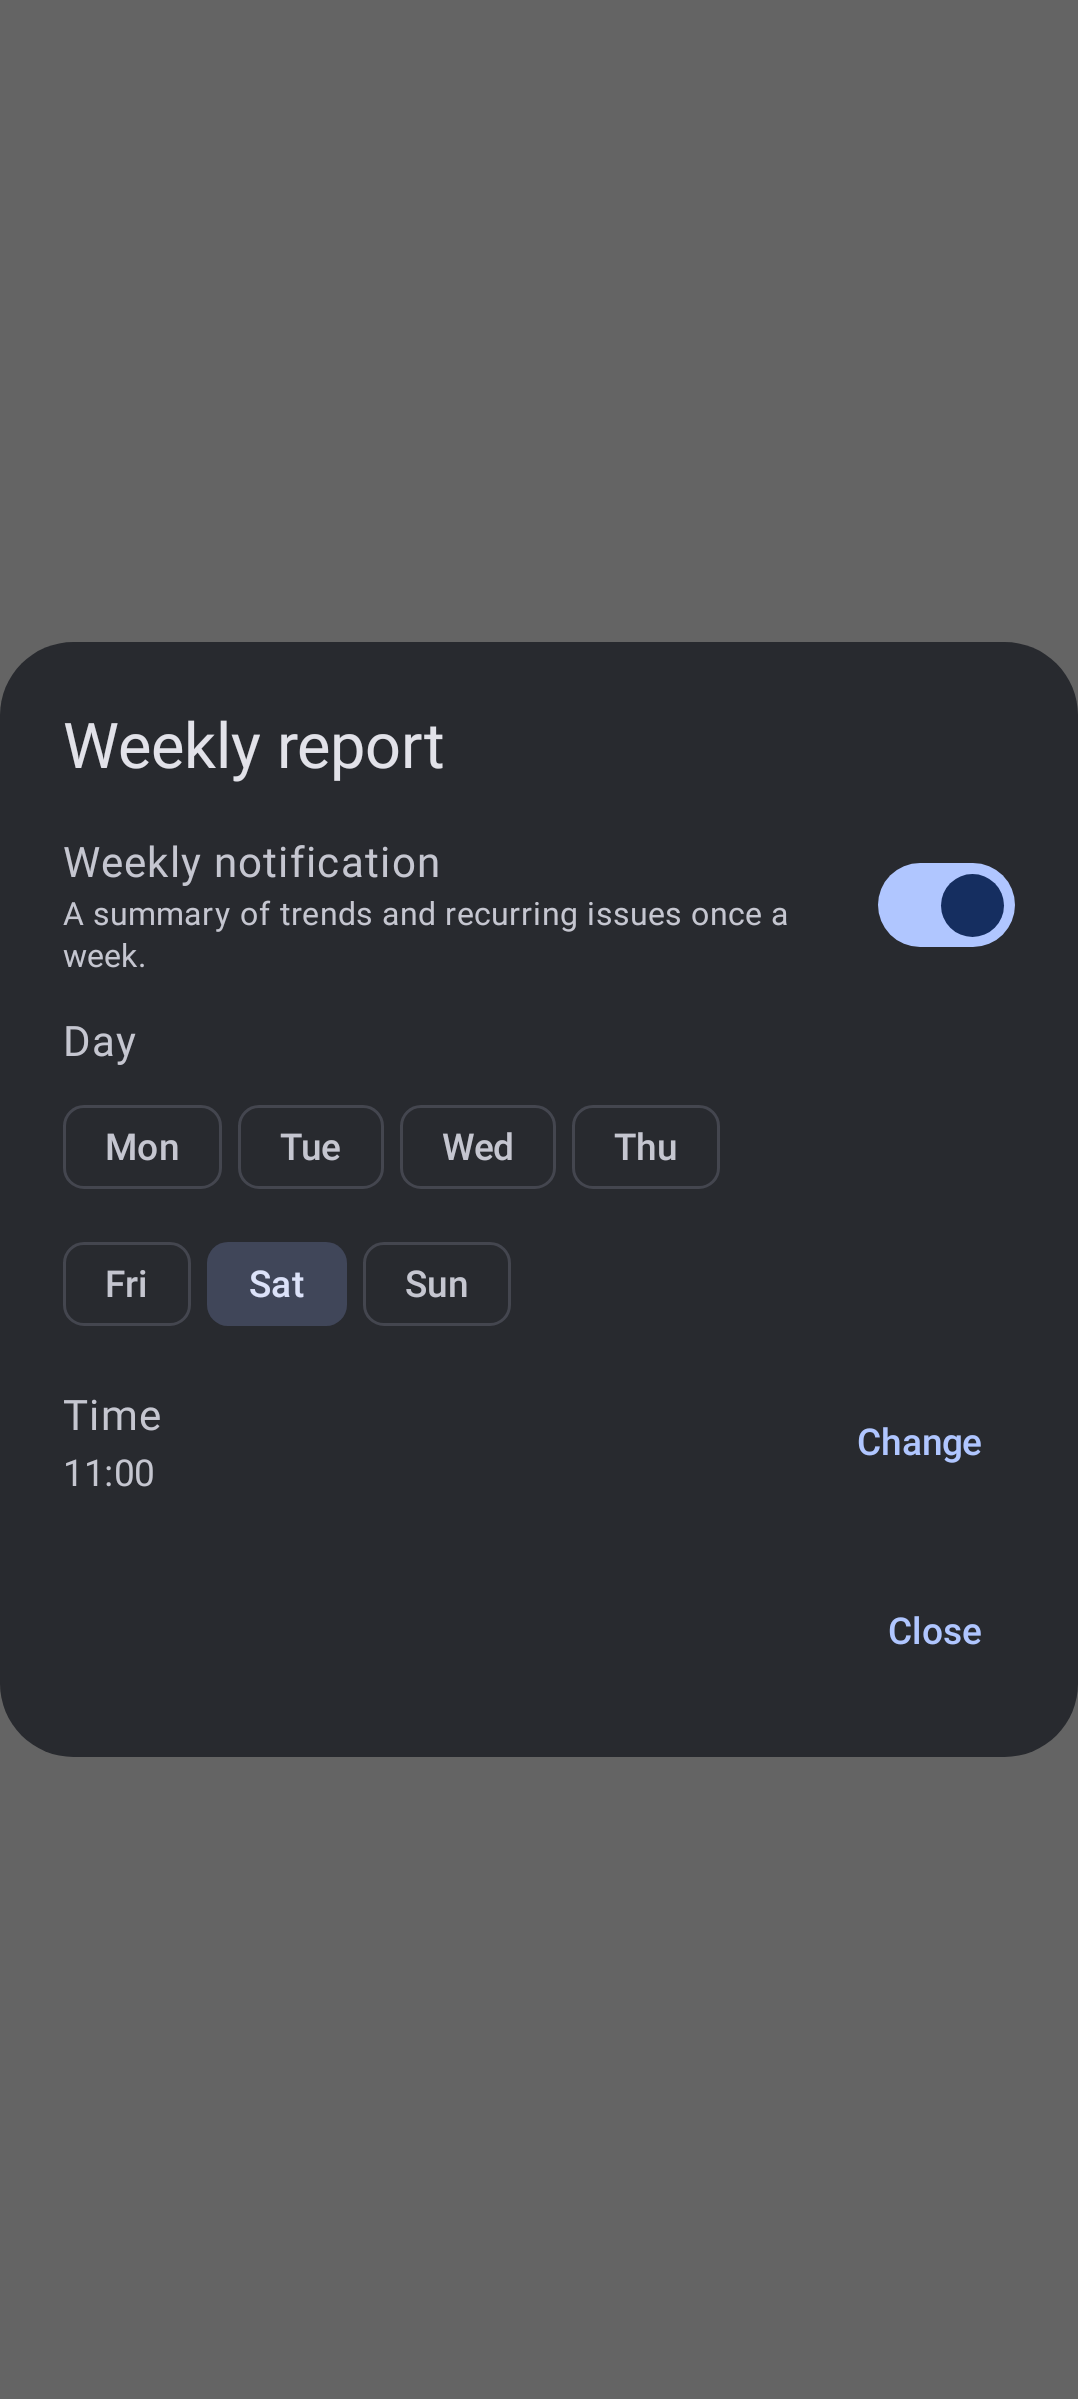 Weekly report
Weekly notification
A summary of trends and recurring issues once a
week.
Day
Mon Tue Wed Thu
Fri Sat Sun
Time
11:00
Change
Close